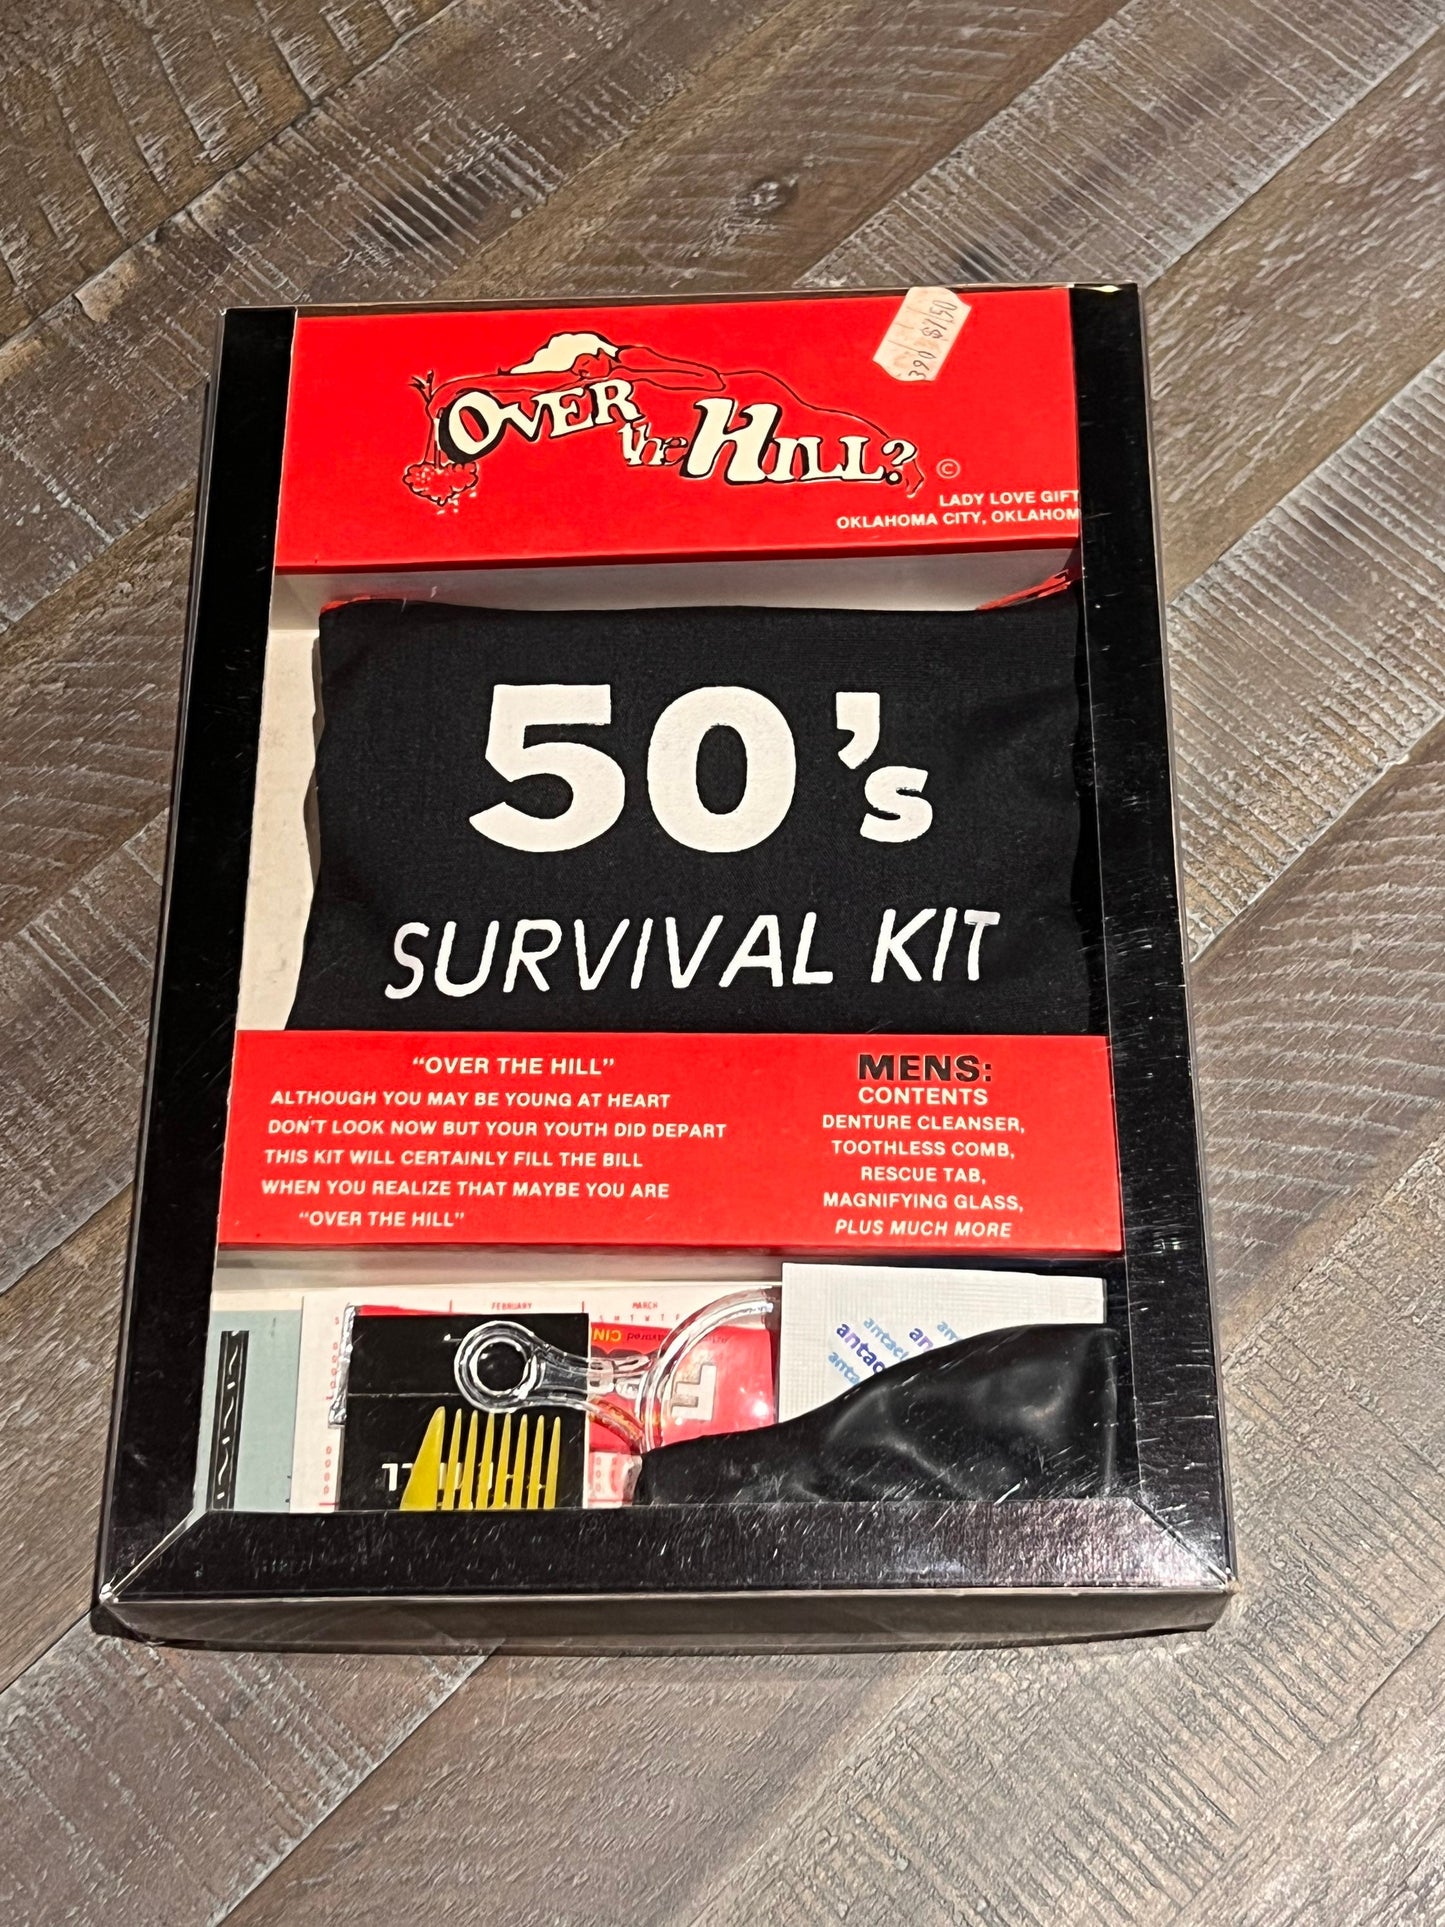 390 $7.50
OVER the HILL?
©
LADY LOVE GIFT
OKLAHOMA CITY, OKLAHOM
50's
SURVIVAL KIT
"OVER THE HILL"
ALTHOUGH YOU MAY BE YOUNG AT HEART
DON'T LOOK NOW BUT YOUR YOUTH DID DEPART
THIS KIT WILL CERTAINLY FILL THE BILL
WHEN YOU REALIZE THAT MAYBE YOU ARE
"OVER THE HILL"
MENS:
CONTENTS
DENTURE CLEANSER,
TOOTHLESS COMB,
RESCUE TAB,
MAGNIFYING GLASS,
PLUS MUCH MORE
FEBRUARY
MARCH